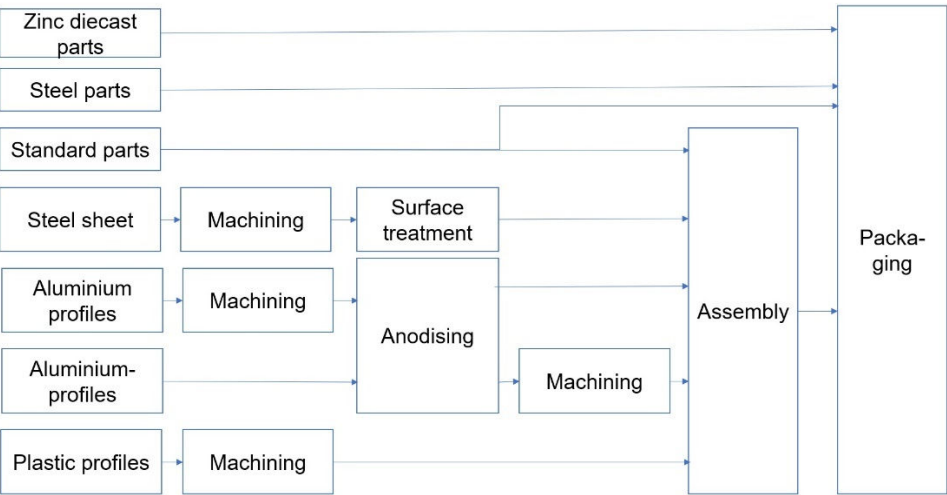 Zinc diecast
parts
Steel parts
Standard parts
Steel sheet
Machining
Surface
treatment
Aluminium
profiles
Machining
Anodising
Aluminium-
profiles
Machining
Plastic profiles
Machining
Assembly
Packa-
ging